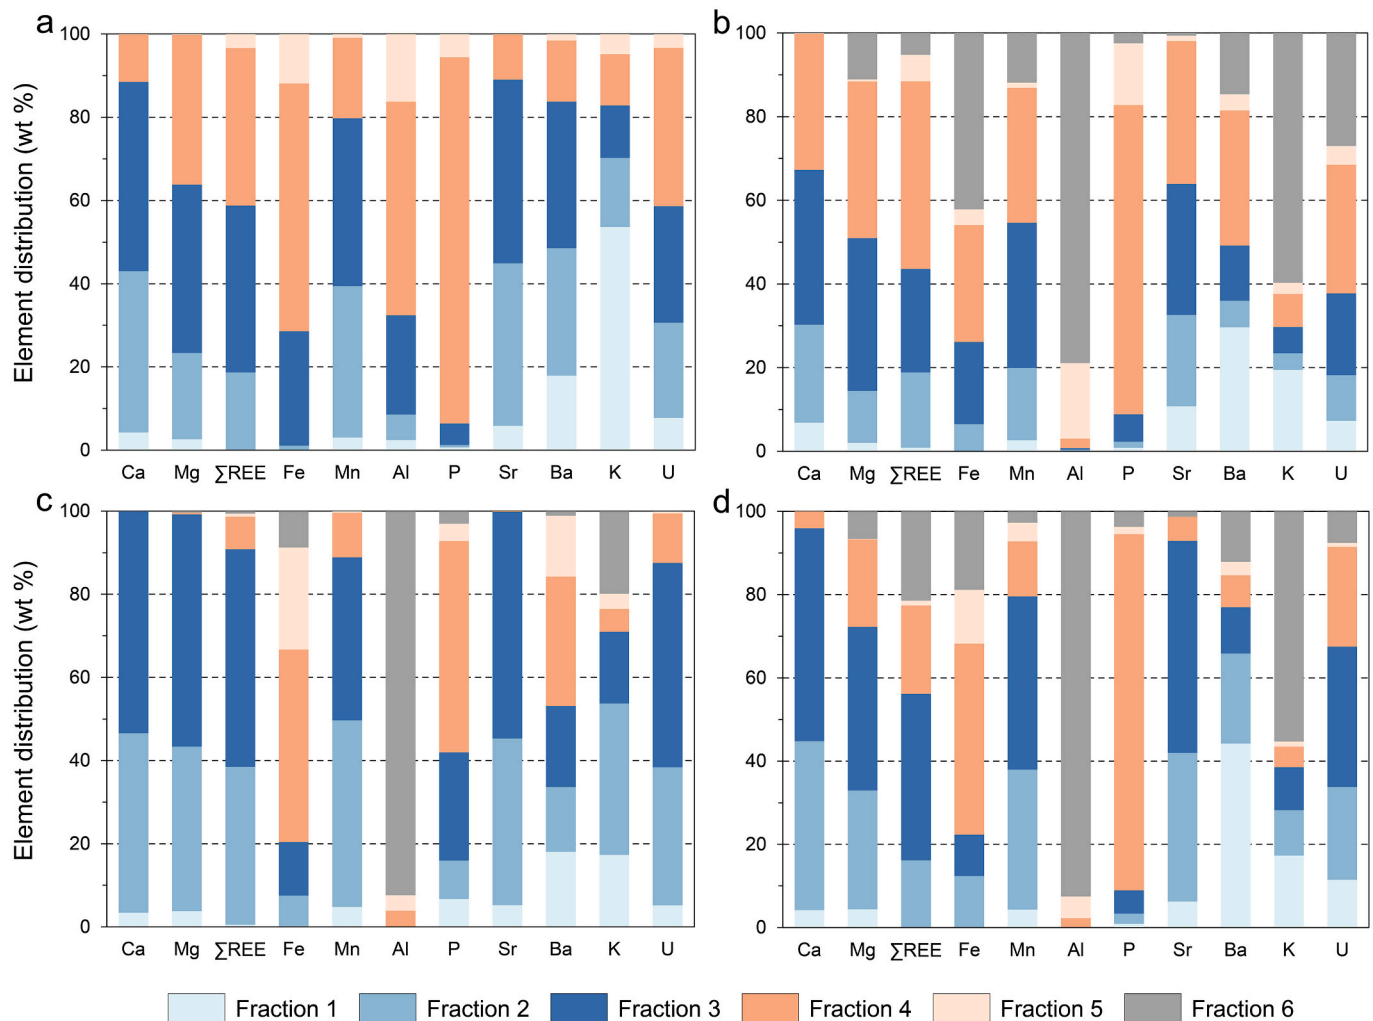 a
b
Element distribution (wt %)
100
80
60
40
20
0
Ca Mg ∑REE Fe Mn Al P Sr Ba K U
100
80
60
40
20
0
Ca Mg ∑REE Fe Mn Al P Sr Ba K U
c
d
Element distribution (wt %)
100
80
60
40
20
0
Ca Mg ∑REE Fe Mn Al P Sr Ba K U
100
80
60
40
20
0
Ca Mg ∑REE Fe Mn Al P Sr Ba K U
Fraction 1 Fraction 2 Fraction 3 Fraction 4 Fraction 5 Fraction 6